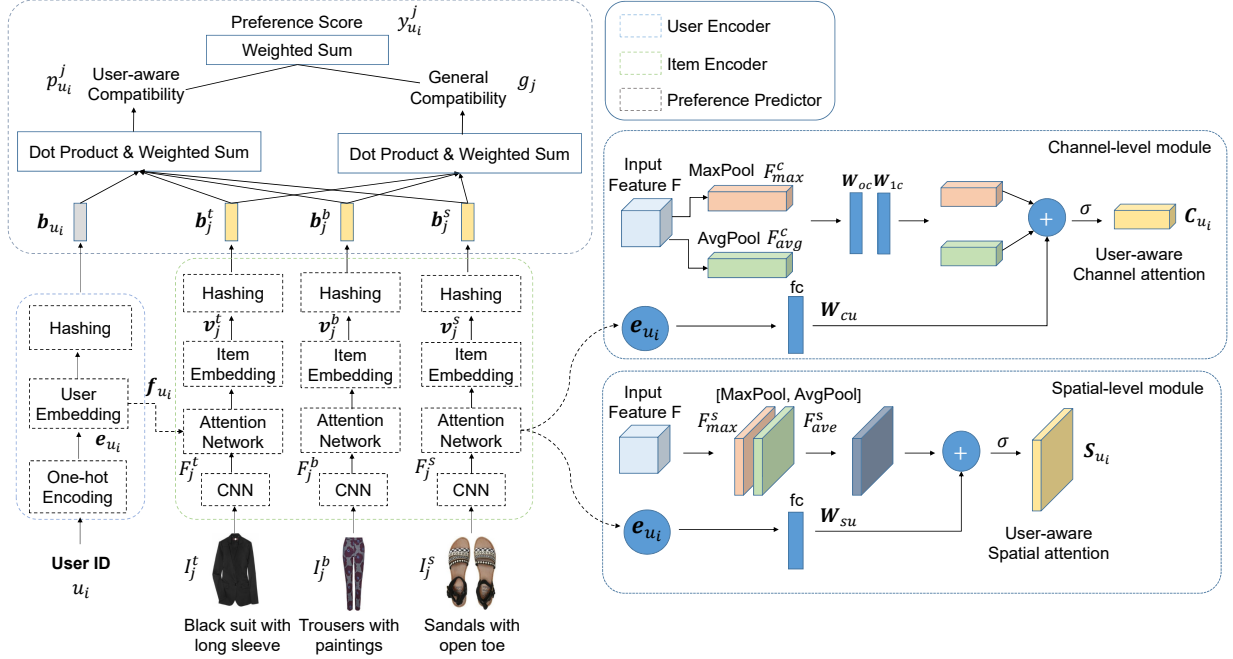 Preference Score y_{u_i}^j
Weighted Sum
p_{u_i}^j
User-aware
Compatibility
General
Compatibility
g_j
Dot Product & Weighted Sum
Dot Product & Weighted Sum
b_{u_i}
b_j^t
b_j^b
b_j^s
Hashing
Hashing
Hashing
v_j^t
v_j^b
v_j^s
Item
Embedding
Item
Embedding
Item
Embedding
Attention
Network
Attention
Network
Attention
Network
F_j^t
F_j^b
F_j^s
CNN
CNN
CNN
I_j^t
I_j^b
I_j^s
Black suit with
long sleeve
Trousers with
paintings
Sandals with
open toe
Hashing
User
Embedding
f_{u_i}
e_{u_i}
One-hot
Encoding
User ID
u_i
User Encoder
Item Encoder
Preference Predictor
Channel-level module
Input
Feature F
MaxPool F_{max}^c
AvgPool F_{avg}^c
W_{oc} W_{1c}
+
σ
C_{u_i}
User-aware
Channel attention
e_{u_i}
fc
W_{cu}
Spatial-level module
Input
Feature F
[MaxPool, AvgPool]
F_{max}^s
F_{ave}^s
+
σ
S_{u_i}
User-aware
Spatial attention
e_{u_i}
fc
W_{su}